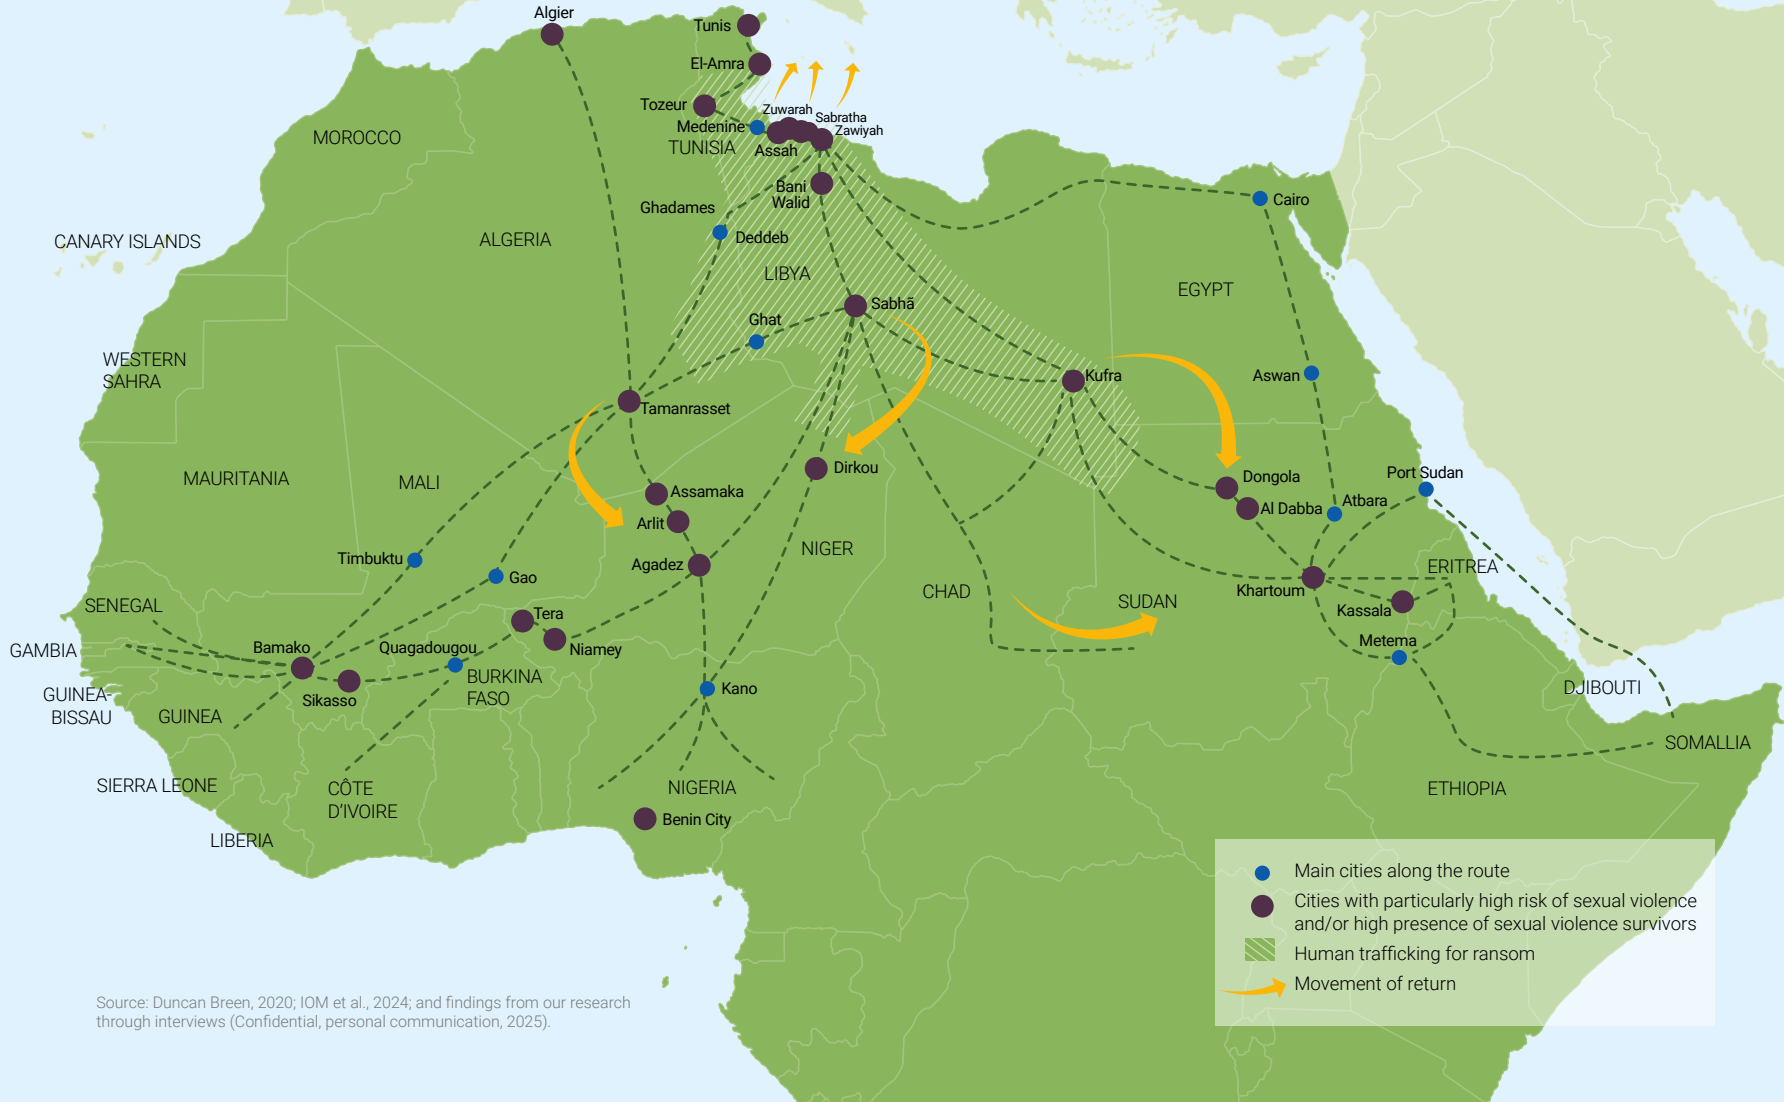 Algier
Tunis
El-Amra
Tozeur
Zuwarah
Sabratha
Medenine
Zawiyah
MOROCCO
TUNISIA
Assah
Bani
Walid
Ghadames
Cairo
CANARY ISLANDS
ALGERIA
Deddeb
LIBYA
EGYPT
Sabhā
Ghat
WESTERN
SAHRA
Kufra
Aswan
Tamanrasset
Dirkou
Port Sudan
MAURITANIA
MALI
Dongola
Assamaka
Atbara
Al Dabba
Arlit
NIGER
Timbuktu
Agadez
ERITREA
Gao
CHAD
Khartoum
SENEGAL
SUDAN
Kassala
Tera
GAMBIA
Bamako
Quagadougou
Niamey
Metema
BURKINA
FASO
Kano
DJIBOUTI
GUINEA-
BISSAU
Sikasso
GUINEA
SOMALLIA
SIERRA LEONE
CÔTE
D’IVOIRE
NIGERIA
ETHIOPIA
Benin City
LIBERIA
Main cities along the route
Cities with particularly high risk of sexual violence
and/or high presence of sexual violence survivors
Human trafficking for ransom
Movement of return
Source: Duncan Breen, 2020; IOM et al., 2024; and findings from our research
through interviews (Confidential, personal communication, 2025).